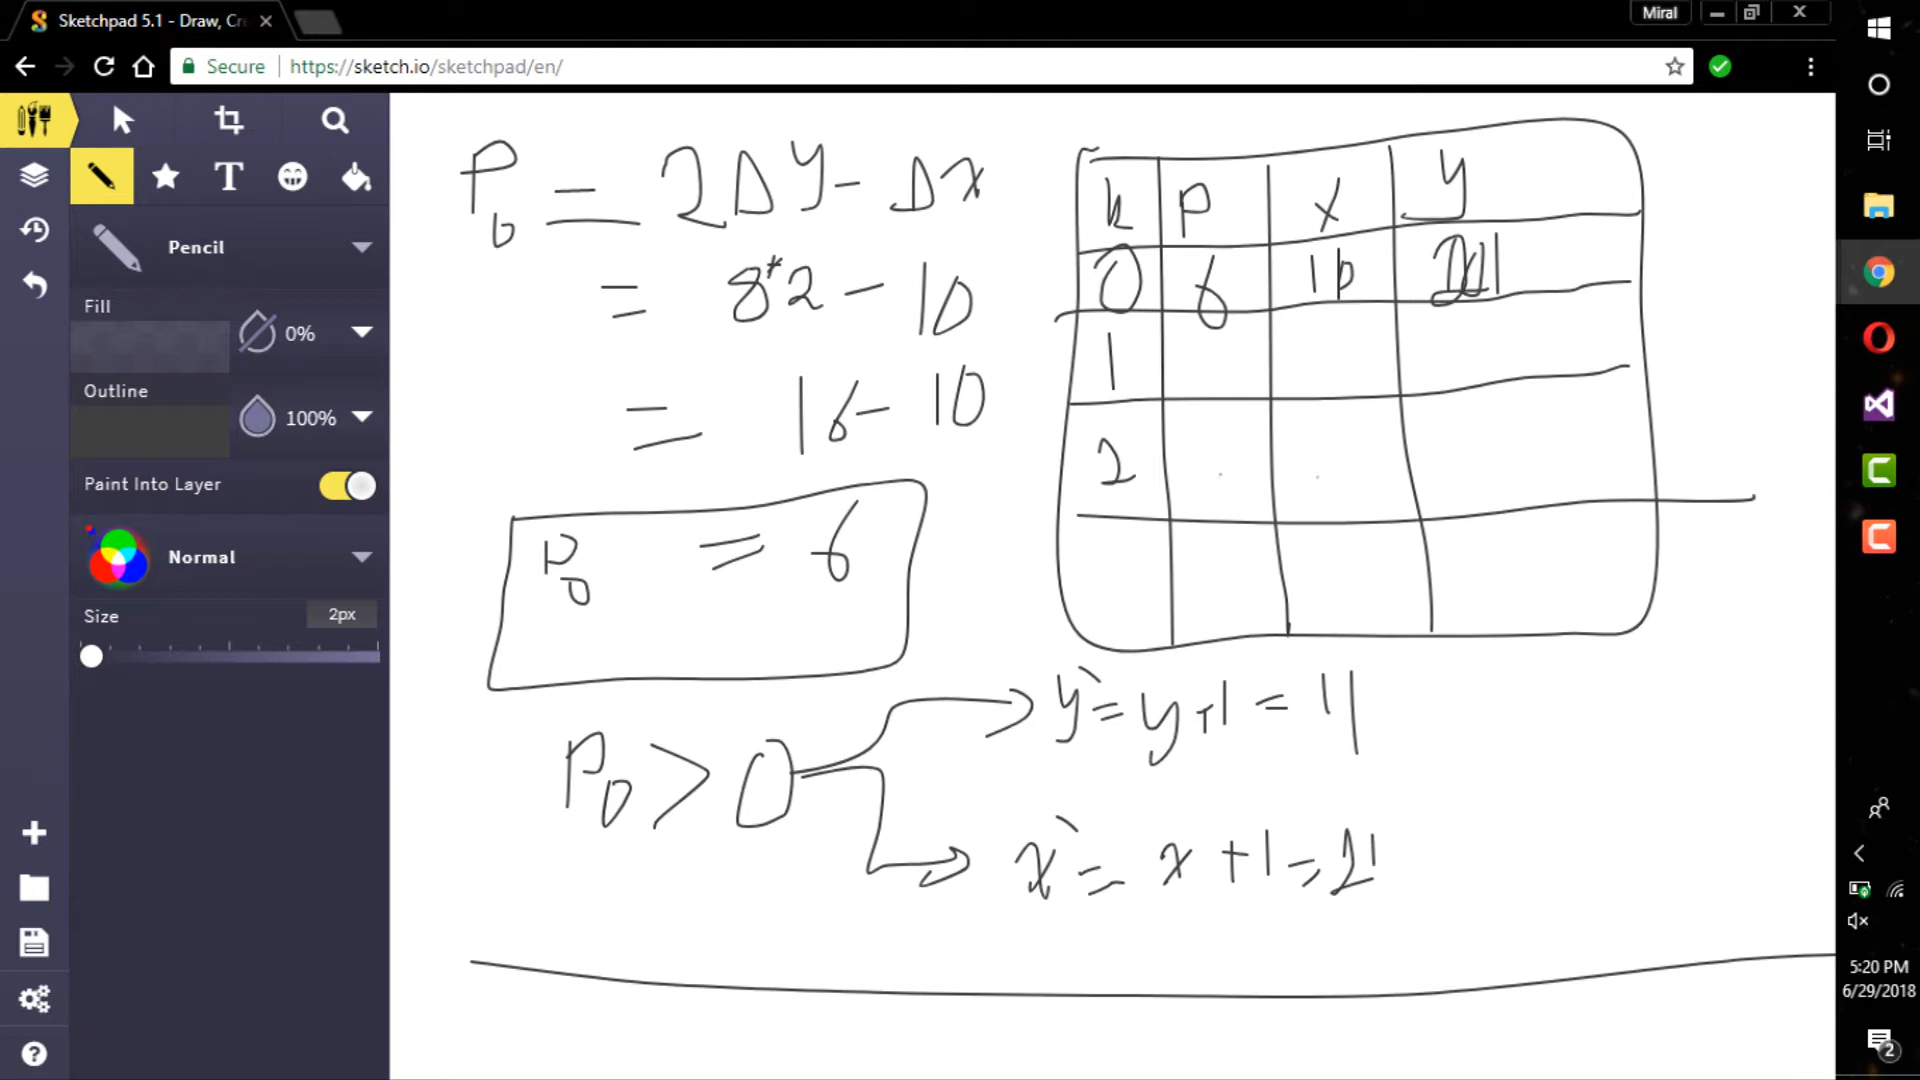 Sketchpad 5.1 - Draw, Cr
Miral
Secure
https://sketch.io/sketchpad/en/
T
Pencil
Fill
0%
Outline
100%
Paint Into Layer
Normal
Size
2px
P0 = 2Δy - Δx
= 8*2 - 10
= 16 - 10
P0 = 6
P0 > 0
y` = y+1 = 11
x` = x+1 = 21
k P x y
0 6 10
1
2
5:20 PM
6/29/2018
2